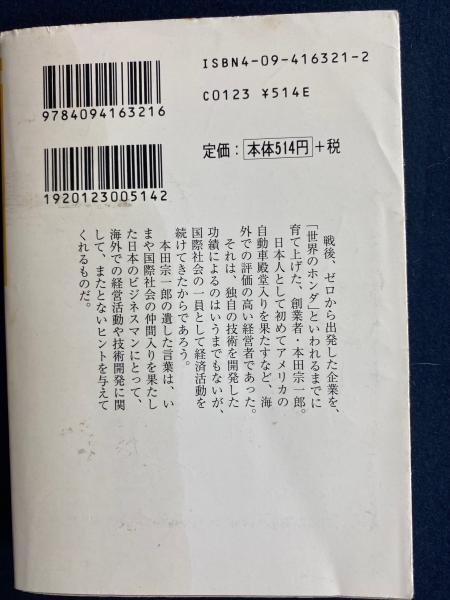 ISBN4-09-416321-2
C0123 ¥514E
9784094163216
定価:本体514円+税
1920123005142
戦後、ゼロから出発した企業を、
「世界のホンダ」といわれるまでに
育て上げた、創業者・本田宗一郎。
日本人として初めてアメリカの
自動車殿堂入りを果たすなど、海
外での評価の高い経営者であった。
それは、独自の技術を開発した
功績によるのはいうまでもないが、
国際社会の一員として経済活動を
続けてきたからであろう。
本田宗一郎の遺した言葉は、い
まや国際社会の仲間入りを果たし
た日本のビジネスマンにとって、
海外での経営活動や技術開発に関
して、またとないヒントを与えて
くれるものだ。